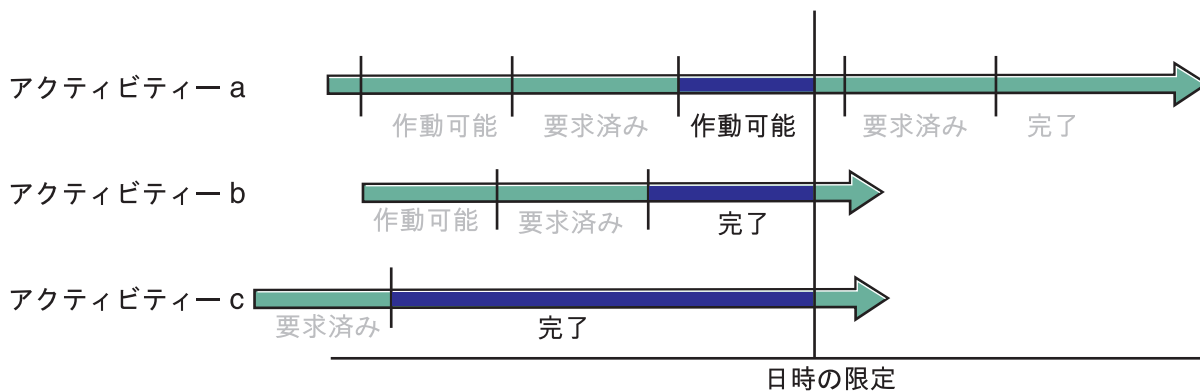 アクティビティー a
作動可能 要求済み 作動可能 要求済み 完了
アクティビティー b
作動可能 要求済み 完了
アクティビティー c
要求済み 完了
日時の限定